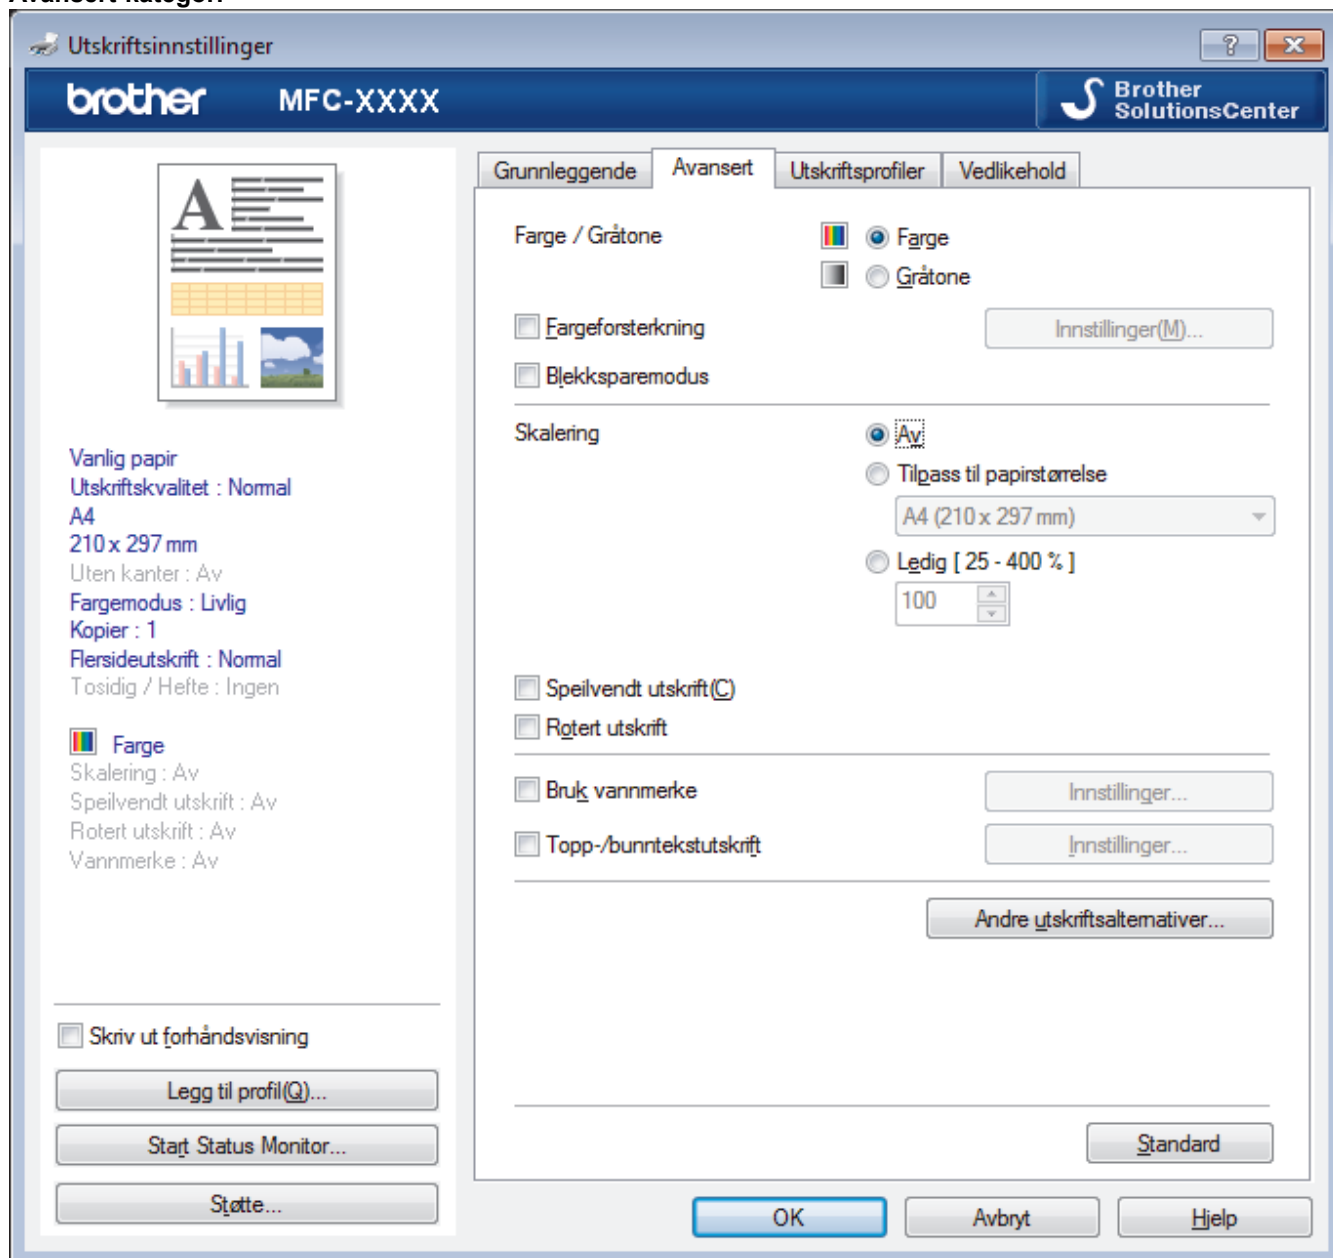 Avansert-kategori
Utskriftsinnstillinger
brother MFC-XXXX
Brother
SolutionsCenter
A
Vanlig papir
Utskriftskvalitet : Normal
A4
210 x 297 mm
Uten kanter : Av
Fargemodus : Livlig
Kopier : 1
Flersideutskrift : Normal
Tosidig / Hefte : Ingen
Farge
Skalering : Av
Speilvendt utskrift : Av
Rotert utskrift : Av
Vannmerke : Av
Skriv ut forhåndsvisning
Legg til profil(Q)...
Start Status Monitor...
Støtte...
Grunnleggende Avansert Utskriftsprofiler Vedlikehold
Farge / Gråtone Farge
Gråtone
Fargeforsterkning Innstillinger(M)...
Blekksparemodus
Skalering Av
Tilpass til papirstørrelse
A4 (210 x 297 mm)
Ledig [ 25 - 400 % ]
100
Speilvendt utskrift(C)
Rotert utskrift
Bruk vannmerke Innstillinger...
Topp-/bunntekstutskrift Innstillinger...
Andre utskriftsalternativer...
Standard
OK Avbryt Hjelp